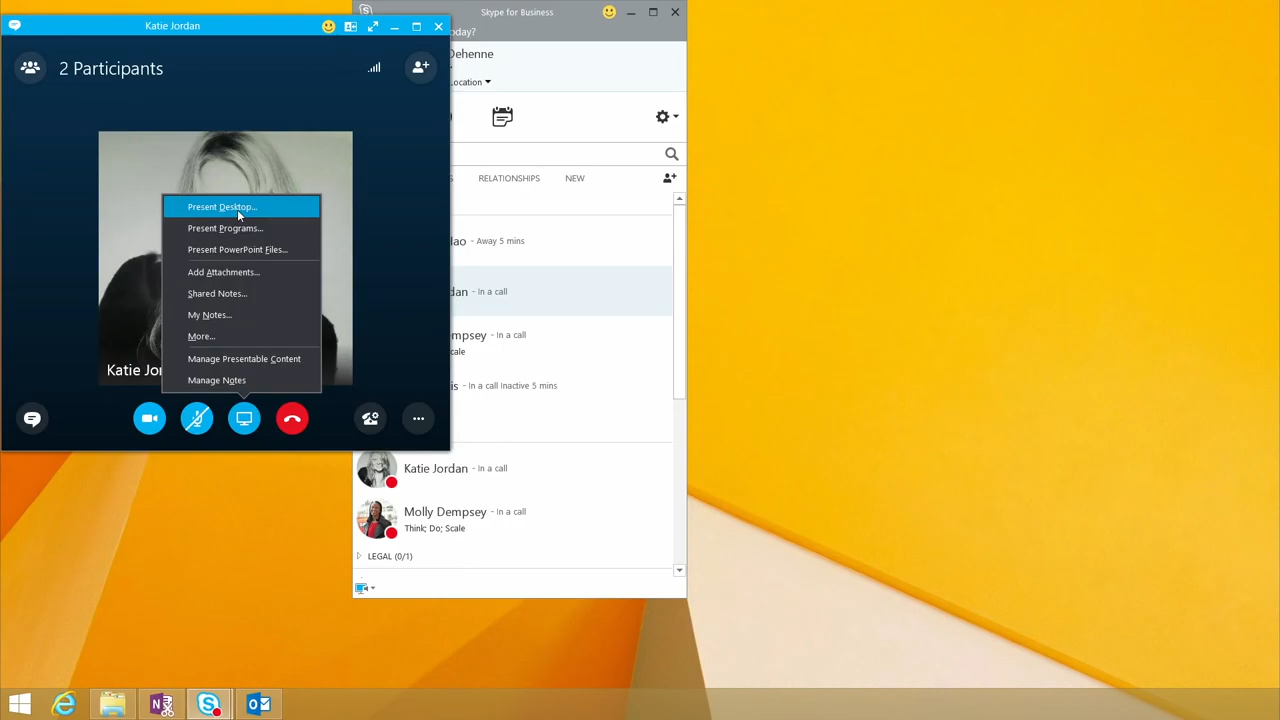 Katie Jordan
2 Participants
Present Desktop...
Present Programs...
Present PowerPoint Files...
Add Attachments...
Shared Notes...
My Notes...
More...
Manage Presentable Content
Manage Notes
Katie Jor
Skype for Business
oday?
Dehenne
Location
RELATIONSHIPS
NEW
lao - Away 5 mins
dan - In a call
mpsey - In a call
cale
is - In a call Inactive 5 mins
Katie Jordan - In a call
Molly Dempsey - In a call
Think; Do; Scale
LEGAL (0/1)